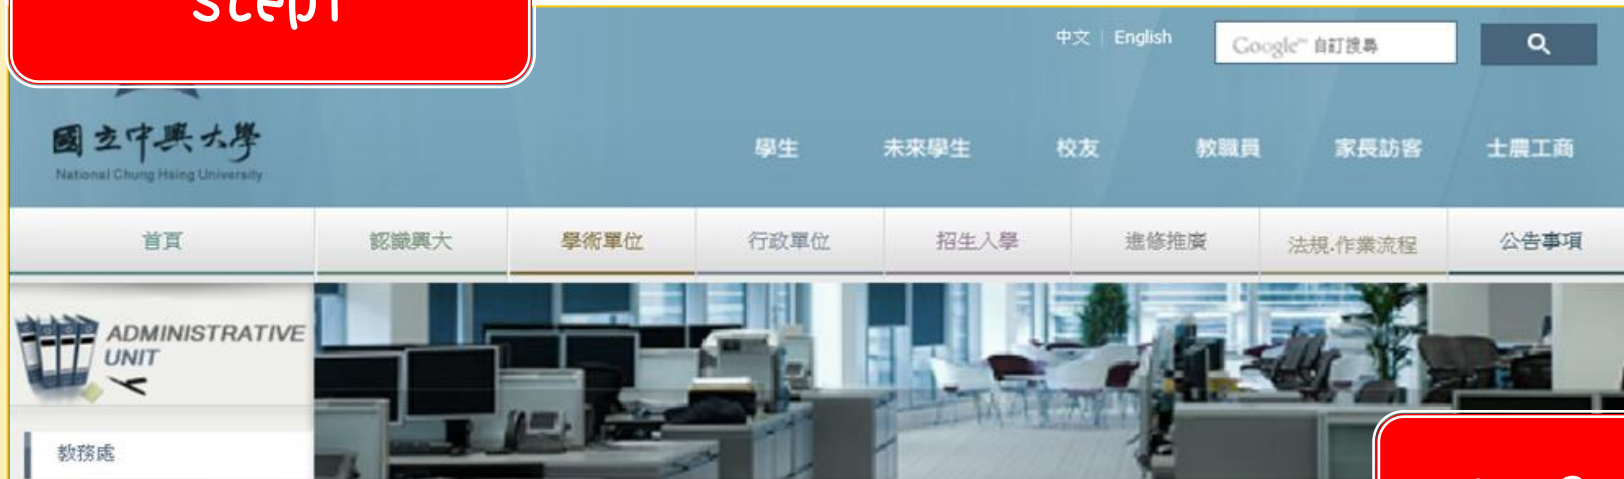 step1
中文 | English
Google™ 自訂搜尋
國立中興大學
National Chung Hsing University
學生 未來學生 校友 教職員 家長訪客 士農工商
首頁 認識興大 學術單位 行政單位 招生入學 進修推廣 法規.作業流程 公告事項
ADMINISTRATIVE
UNIT
教務處